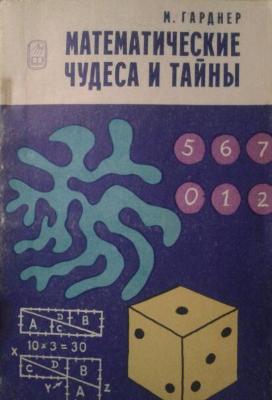 М. ГАРДНЕР
МАТЕМАТИЧЕСКИЕ
ЧУДЕСА И ТАЙНЫ
5 6 7
0 1 2
A D B
C
10×3=30
X
A D B
C
Y Z